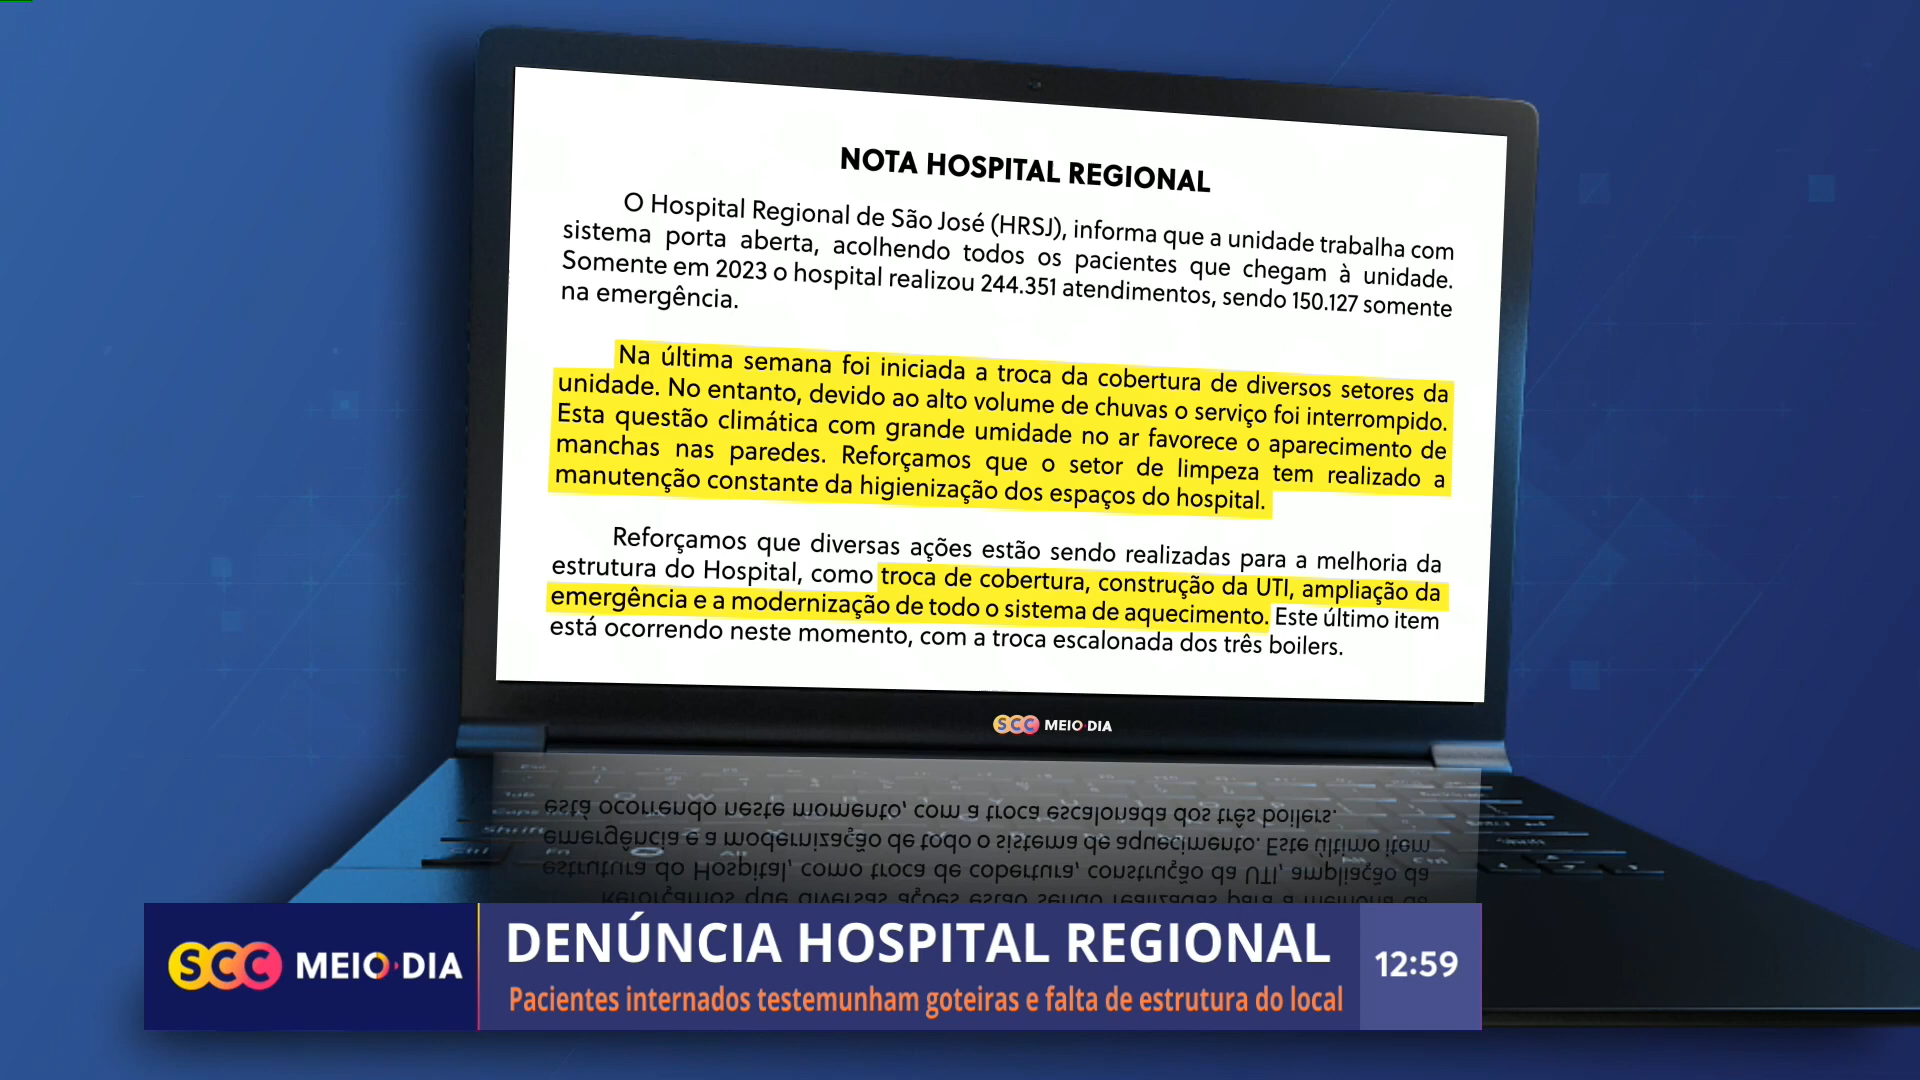 NOTA HOSPITAL REGIONAL
O Hospital Regional de São José (HRSJ), informa que a unidade trabalha com
sistema porta aberta, acolhendo todos os pacientes que chegam à unidade.
Somente em 2023 o hospital realizou 244.351 atendimentos, sendo 150.127 somente
na emergência.
Na última semana foi iniciada a troca da cobertura de diversos setores da
unidade. No entanto, devido ao alto volume de chuvas o serviço foi interrompido.
Esta questão climática com grande umidade no ar favorece o aparecimento de
manchas nas paredes. Reforçamos que o setor de limpeza tem realizado a
manutenção constante da higienização dos espaços do hospital.
Reforçamos que diversas ações estão sendo realizadas para a melhoria da
estrutura do Hospital, como troca de cobertura, construção da UTI, ampliação da
emergência e a modernização de todo o sistema de aquecimento. Este último item
está ocorrendo neste momento, com a troca escalonada dos três boilers.
SCC MEIO-DIA
SCC MEIO-DIA
DENÚNCIA HOSPITAL REGIONAL
Pacientes internados testemunham goteiras e falta de estrutura do local
12:59